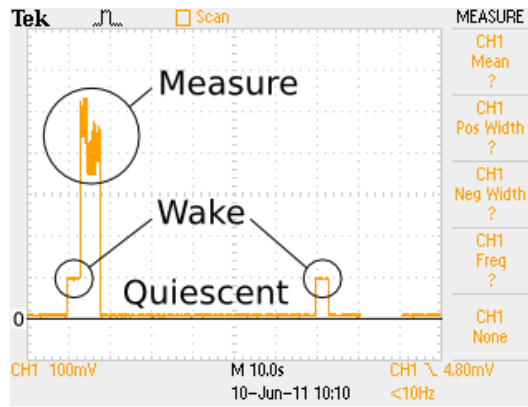 Tek Scan MEASURE
CH1
Mean
?
CH1
Pos Width
?
CH1
Neg Width
?
CH1
Freq
?
CH1
None
Measure
Wake
Quiescent
0
CH1 100mV M 10.0s CH1 4.80mV
10-Jun-11 10:10 <10Hz